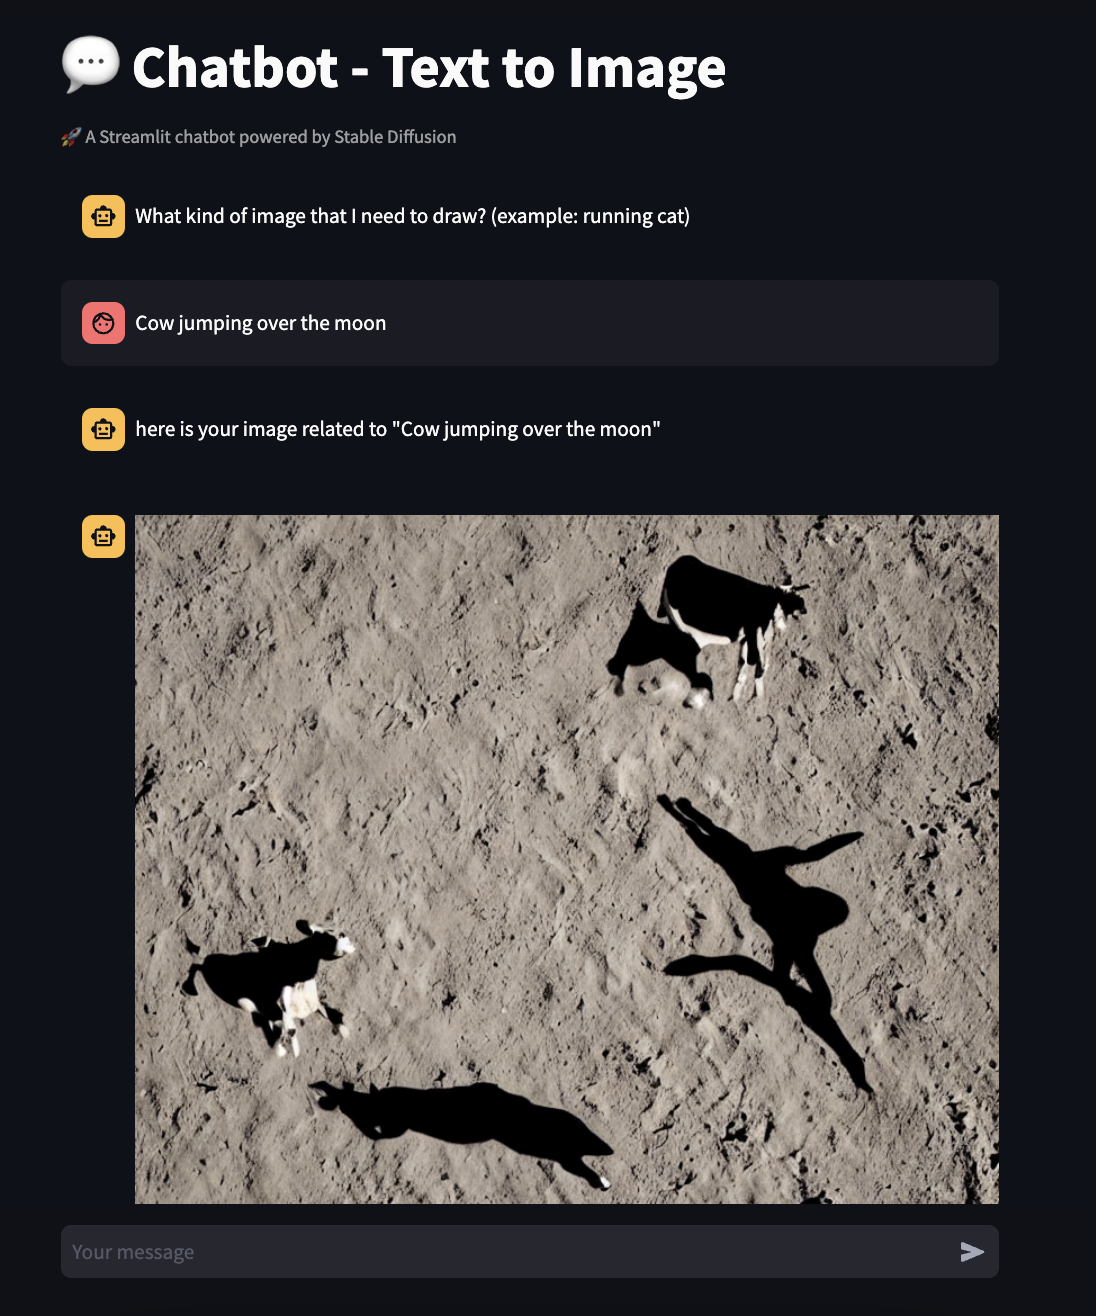 Chatbot - Text to Image
A Streamlit chatbot powered by Stable Diffusion
What kind of image that I need to draw? (example: running cat)
Cow jumping over the moon
here is your image related to "Cow jumping over the moon"
Your message